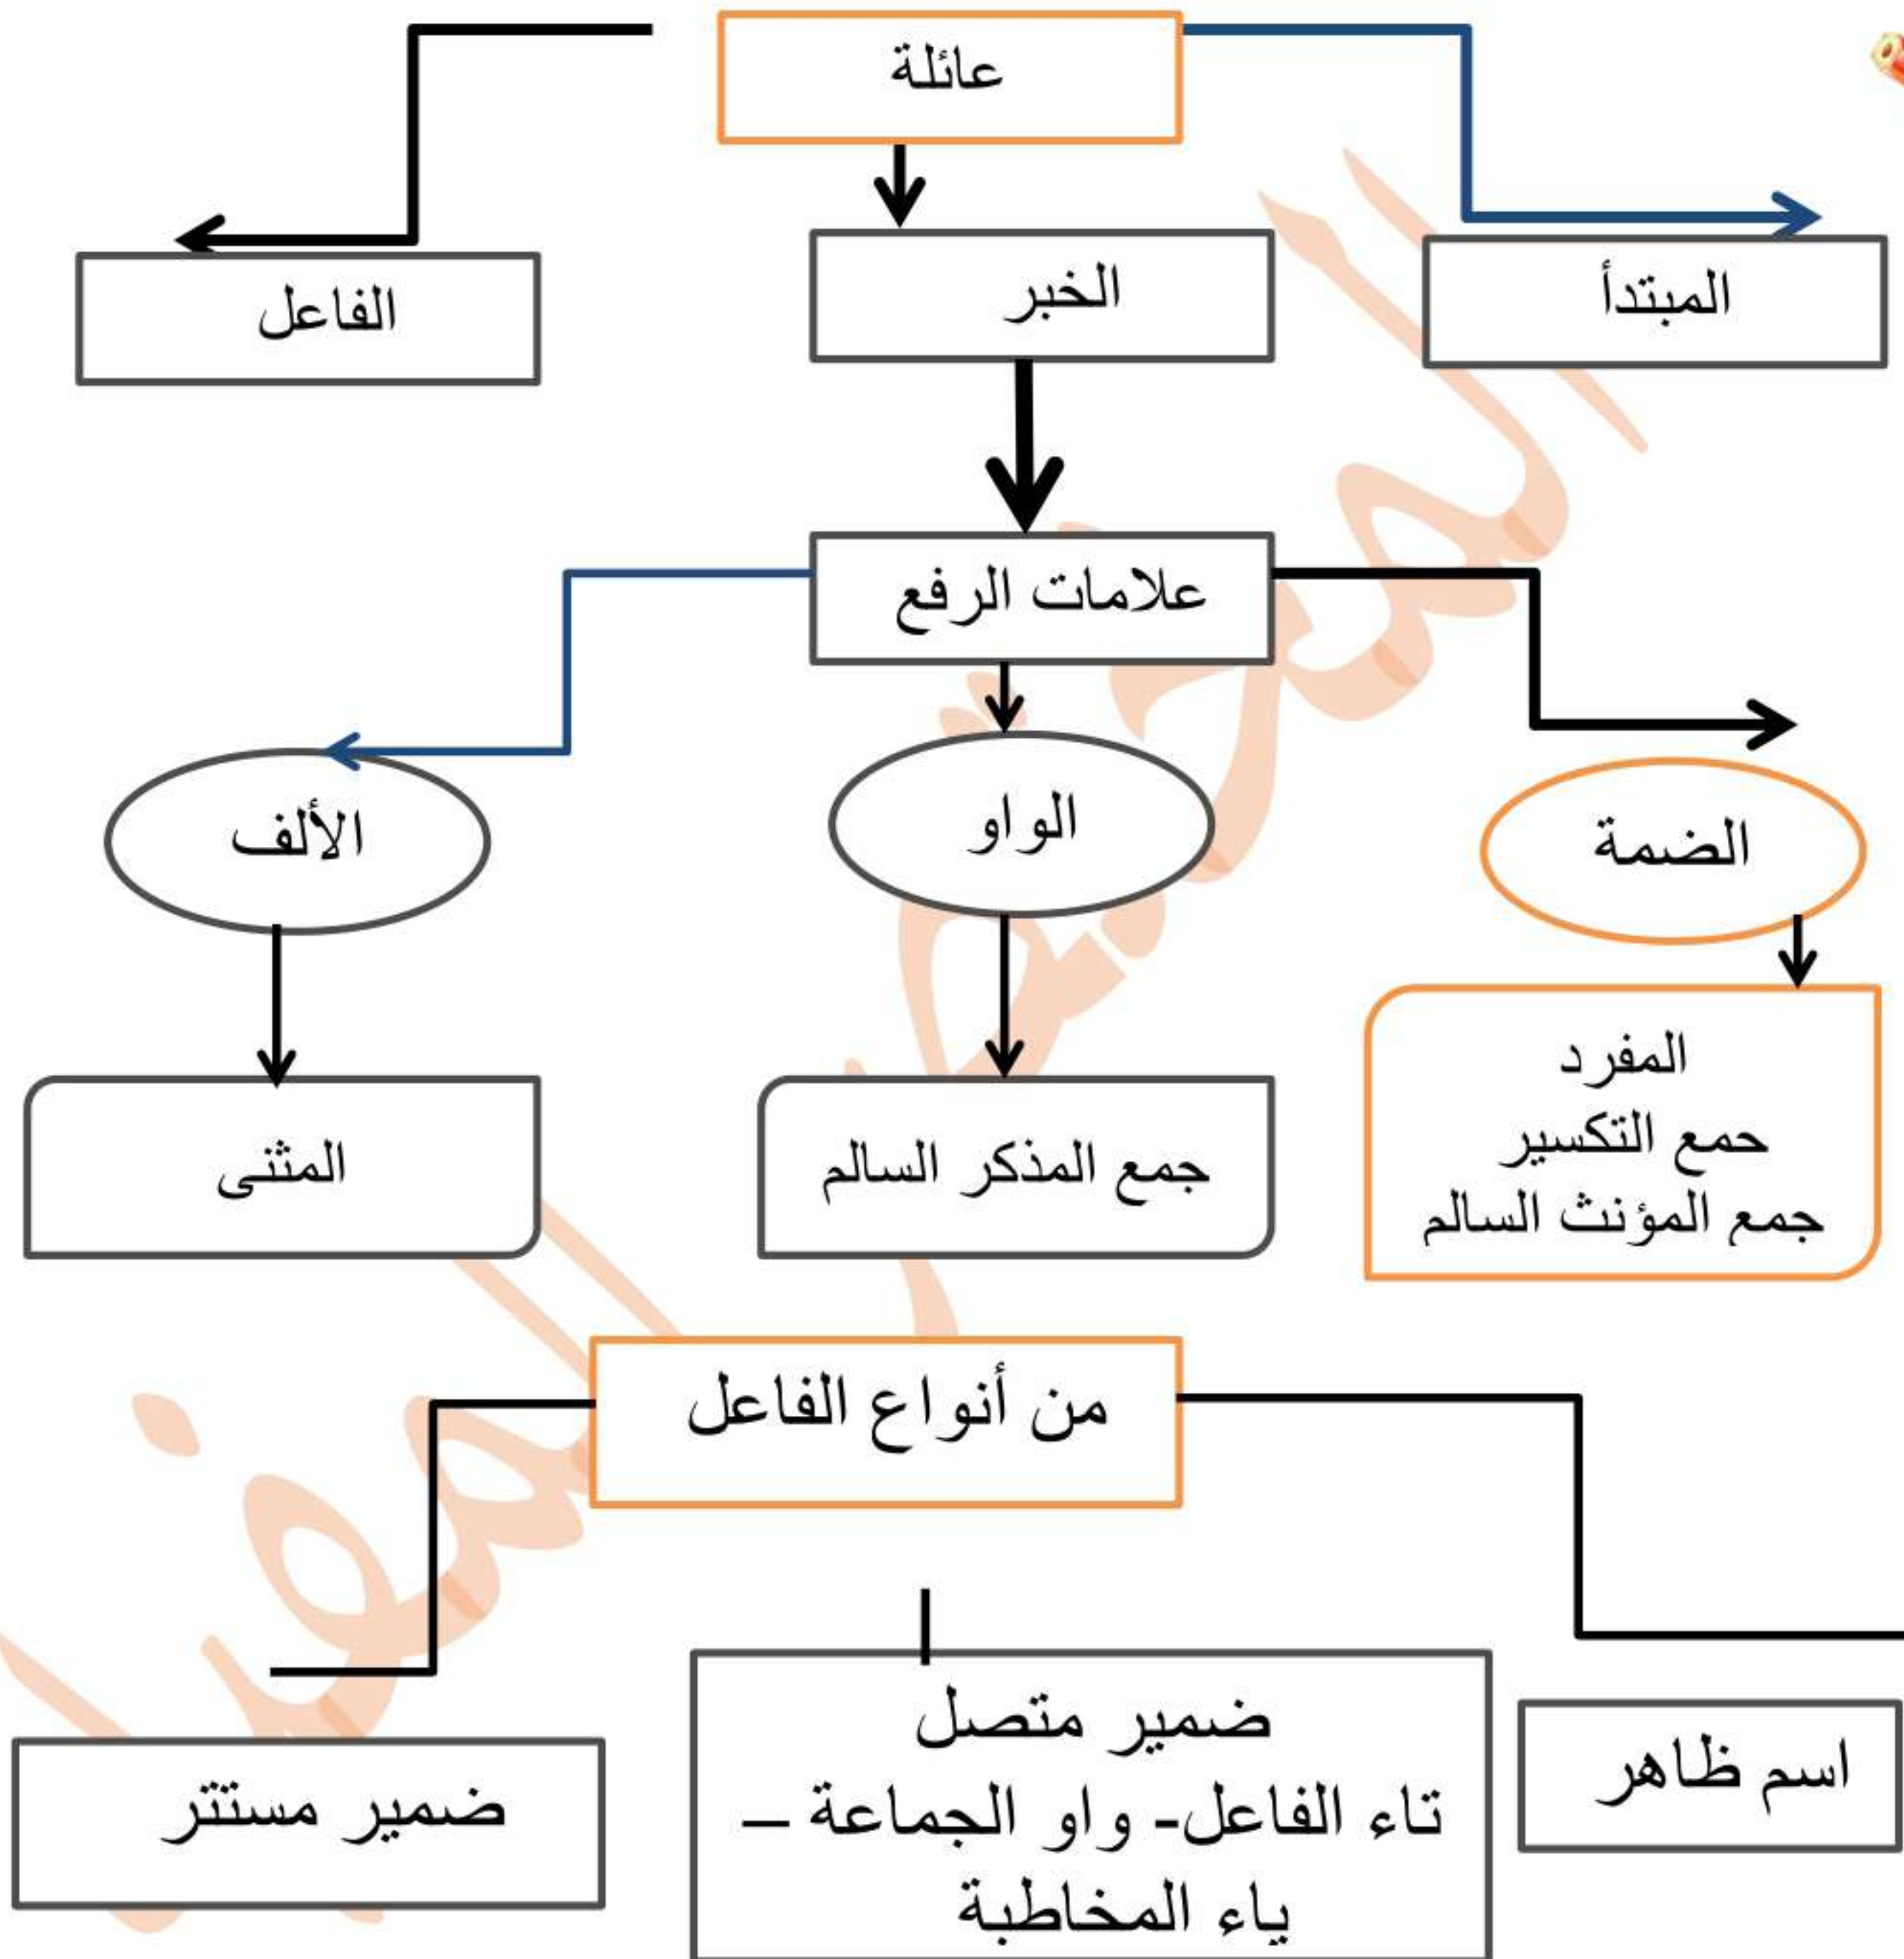 عائلة
المبتدأ
الخبر
الفاعل
علامات الرفع
الضمة
الواو
الألف
المفرد
حمع التكسير
جمع المؤنث السالم
جمع المذكر السالم
المثنى
من أنواع الفاعل
اسم ظاهر
ضمير متصل
تاء الفاعل- واو الجماعة –
ياء المخاطبة
ضمير مستتر